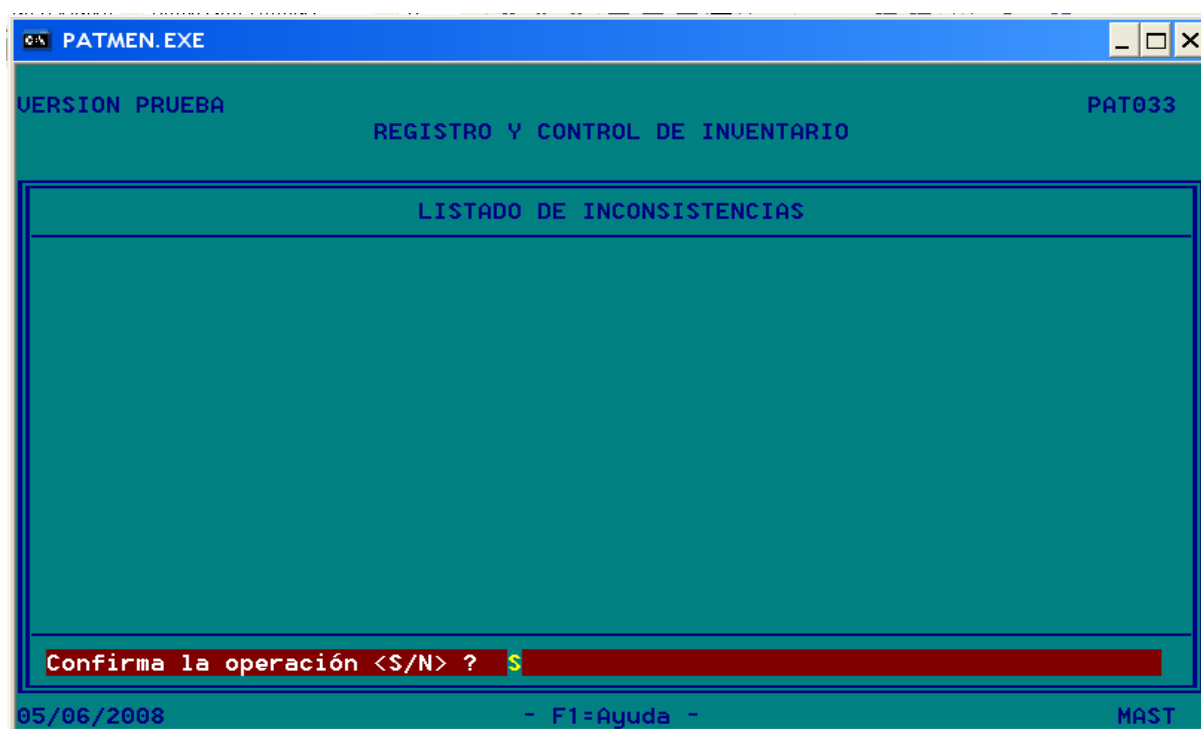 PATMEN.EXE
VERSION PRUEBA PAT033
REGISTRO Y CONTROL DE INVENTARIO
LISTADO DE INCONSISTENCIAS
Confirma la operación <S/N> ? S
05/06/2008 - F1=Ayuda - MAST